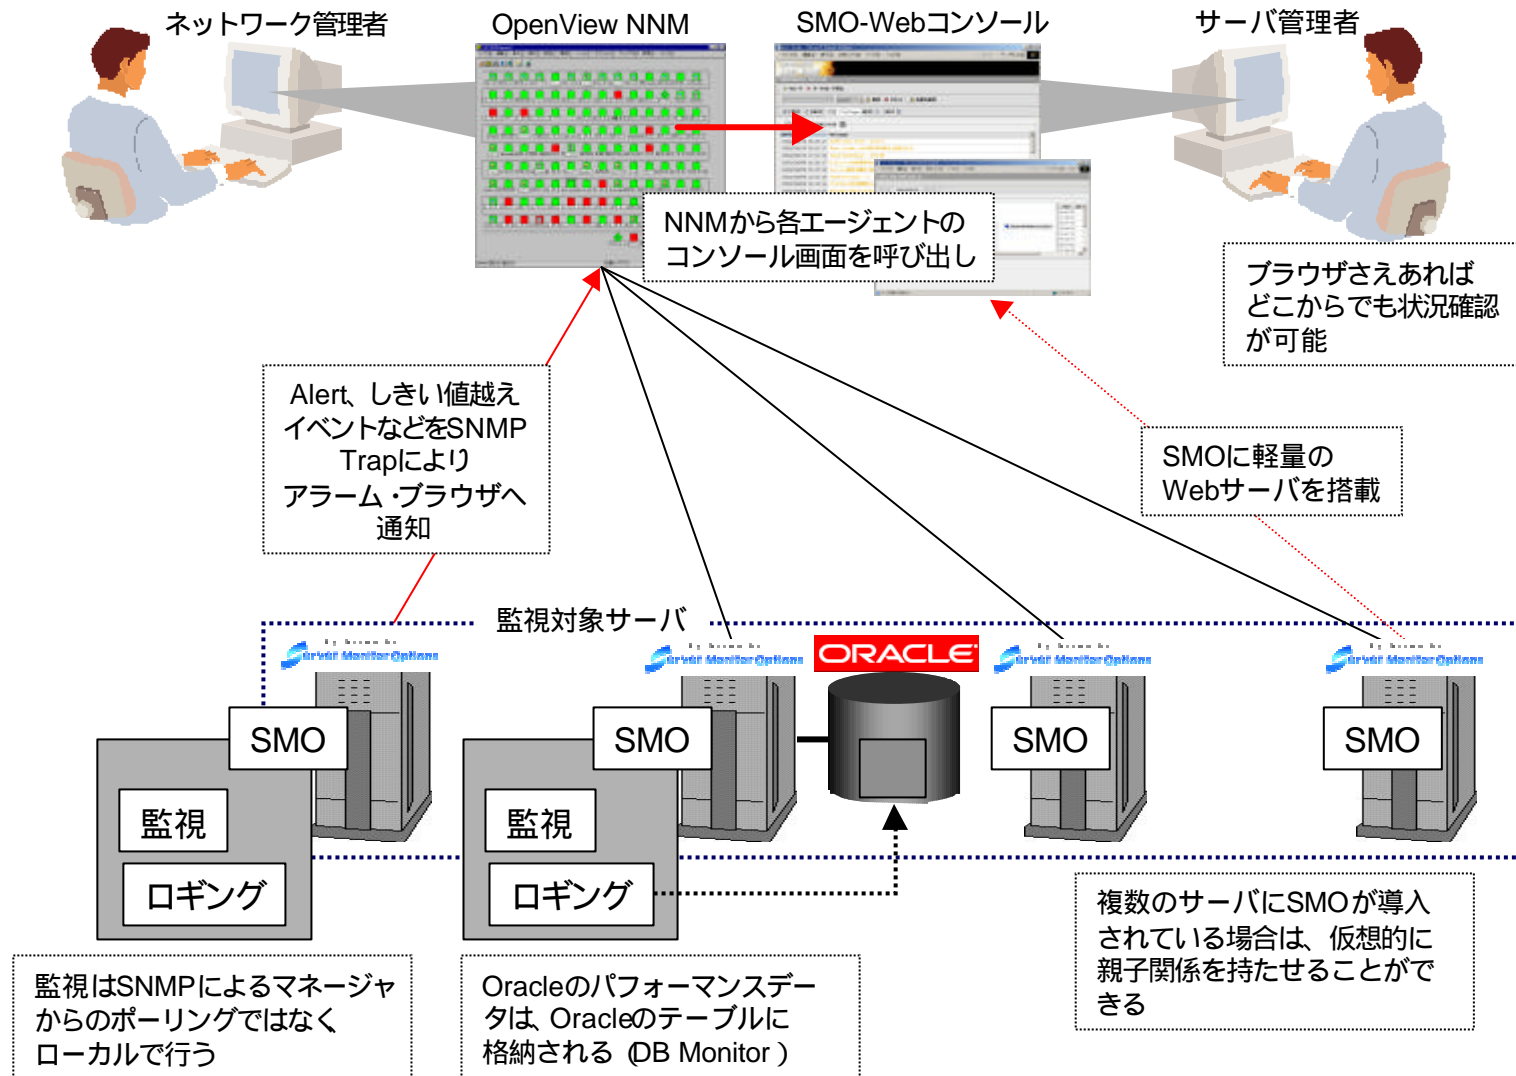 ネットワーク管理者
OpenView NNM
SMO-Webコンソール
サーバ管理者
NNMから各エージェントの
コンソール画面を呼び出し
ブラウザさえあれば
どこからでも状況確認
が可能
Alert、しきい値越え
イベントなどをSNMP
Trapにより
アラーム・ブラウザへ
通知
SMOに軽量の
Webサーバを搭載
監視対象サーバ
Server Monitor Options
Server Monitor Options
ORACLE
Server Monitor Options
Server Monitor Options
SMO
SMO
SMO
SMO
監視
監視
ロギング
ロギング
複数のサーバにSMOが導入
されている場合は、仮想的に
親子関係を持たせることがで
きる
監視はSNMPによるマネージャ
からのポーリングではなく
ローカルで行う
Oracleのパフォーマンスデー
タは、Oracleのテーブルに
格納される (DB Monitor )